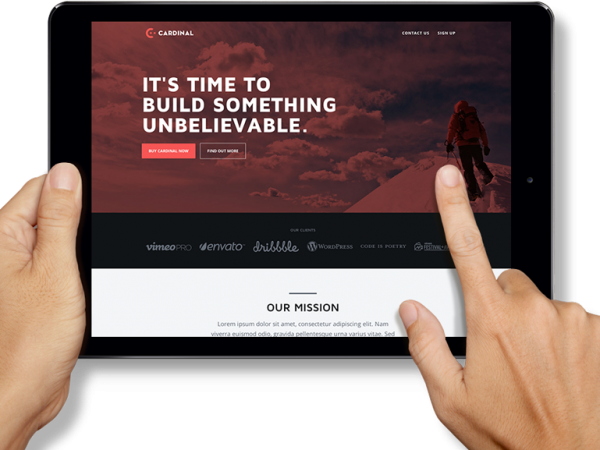 CARDINAL
CONTACT US SIGN UP
IT'S TIME TO
BUILD SOMETHING
UNBELIEVABLE.
BUY CARDINAL NOW FIND OUT MORE
OUR CLIENTS
vimeoPRO envato dribbble WORDPRESS CODE IS POETRY FESTIVAL
OUR MISSION
Lorem ipsum dolor sit amet, consectetur adipiscing elit. Nam
viverra euismod odio, gravida pellentesque urna varius vitae. Sed